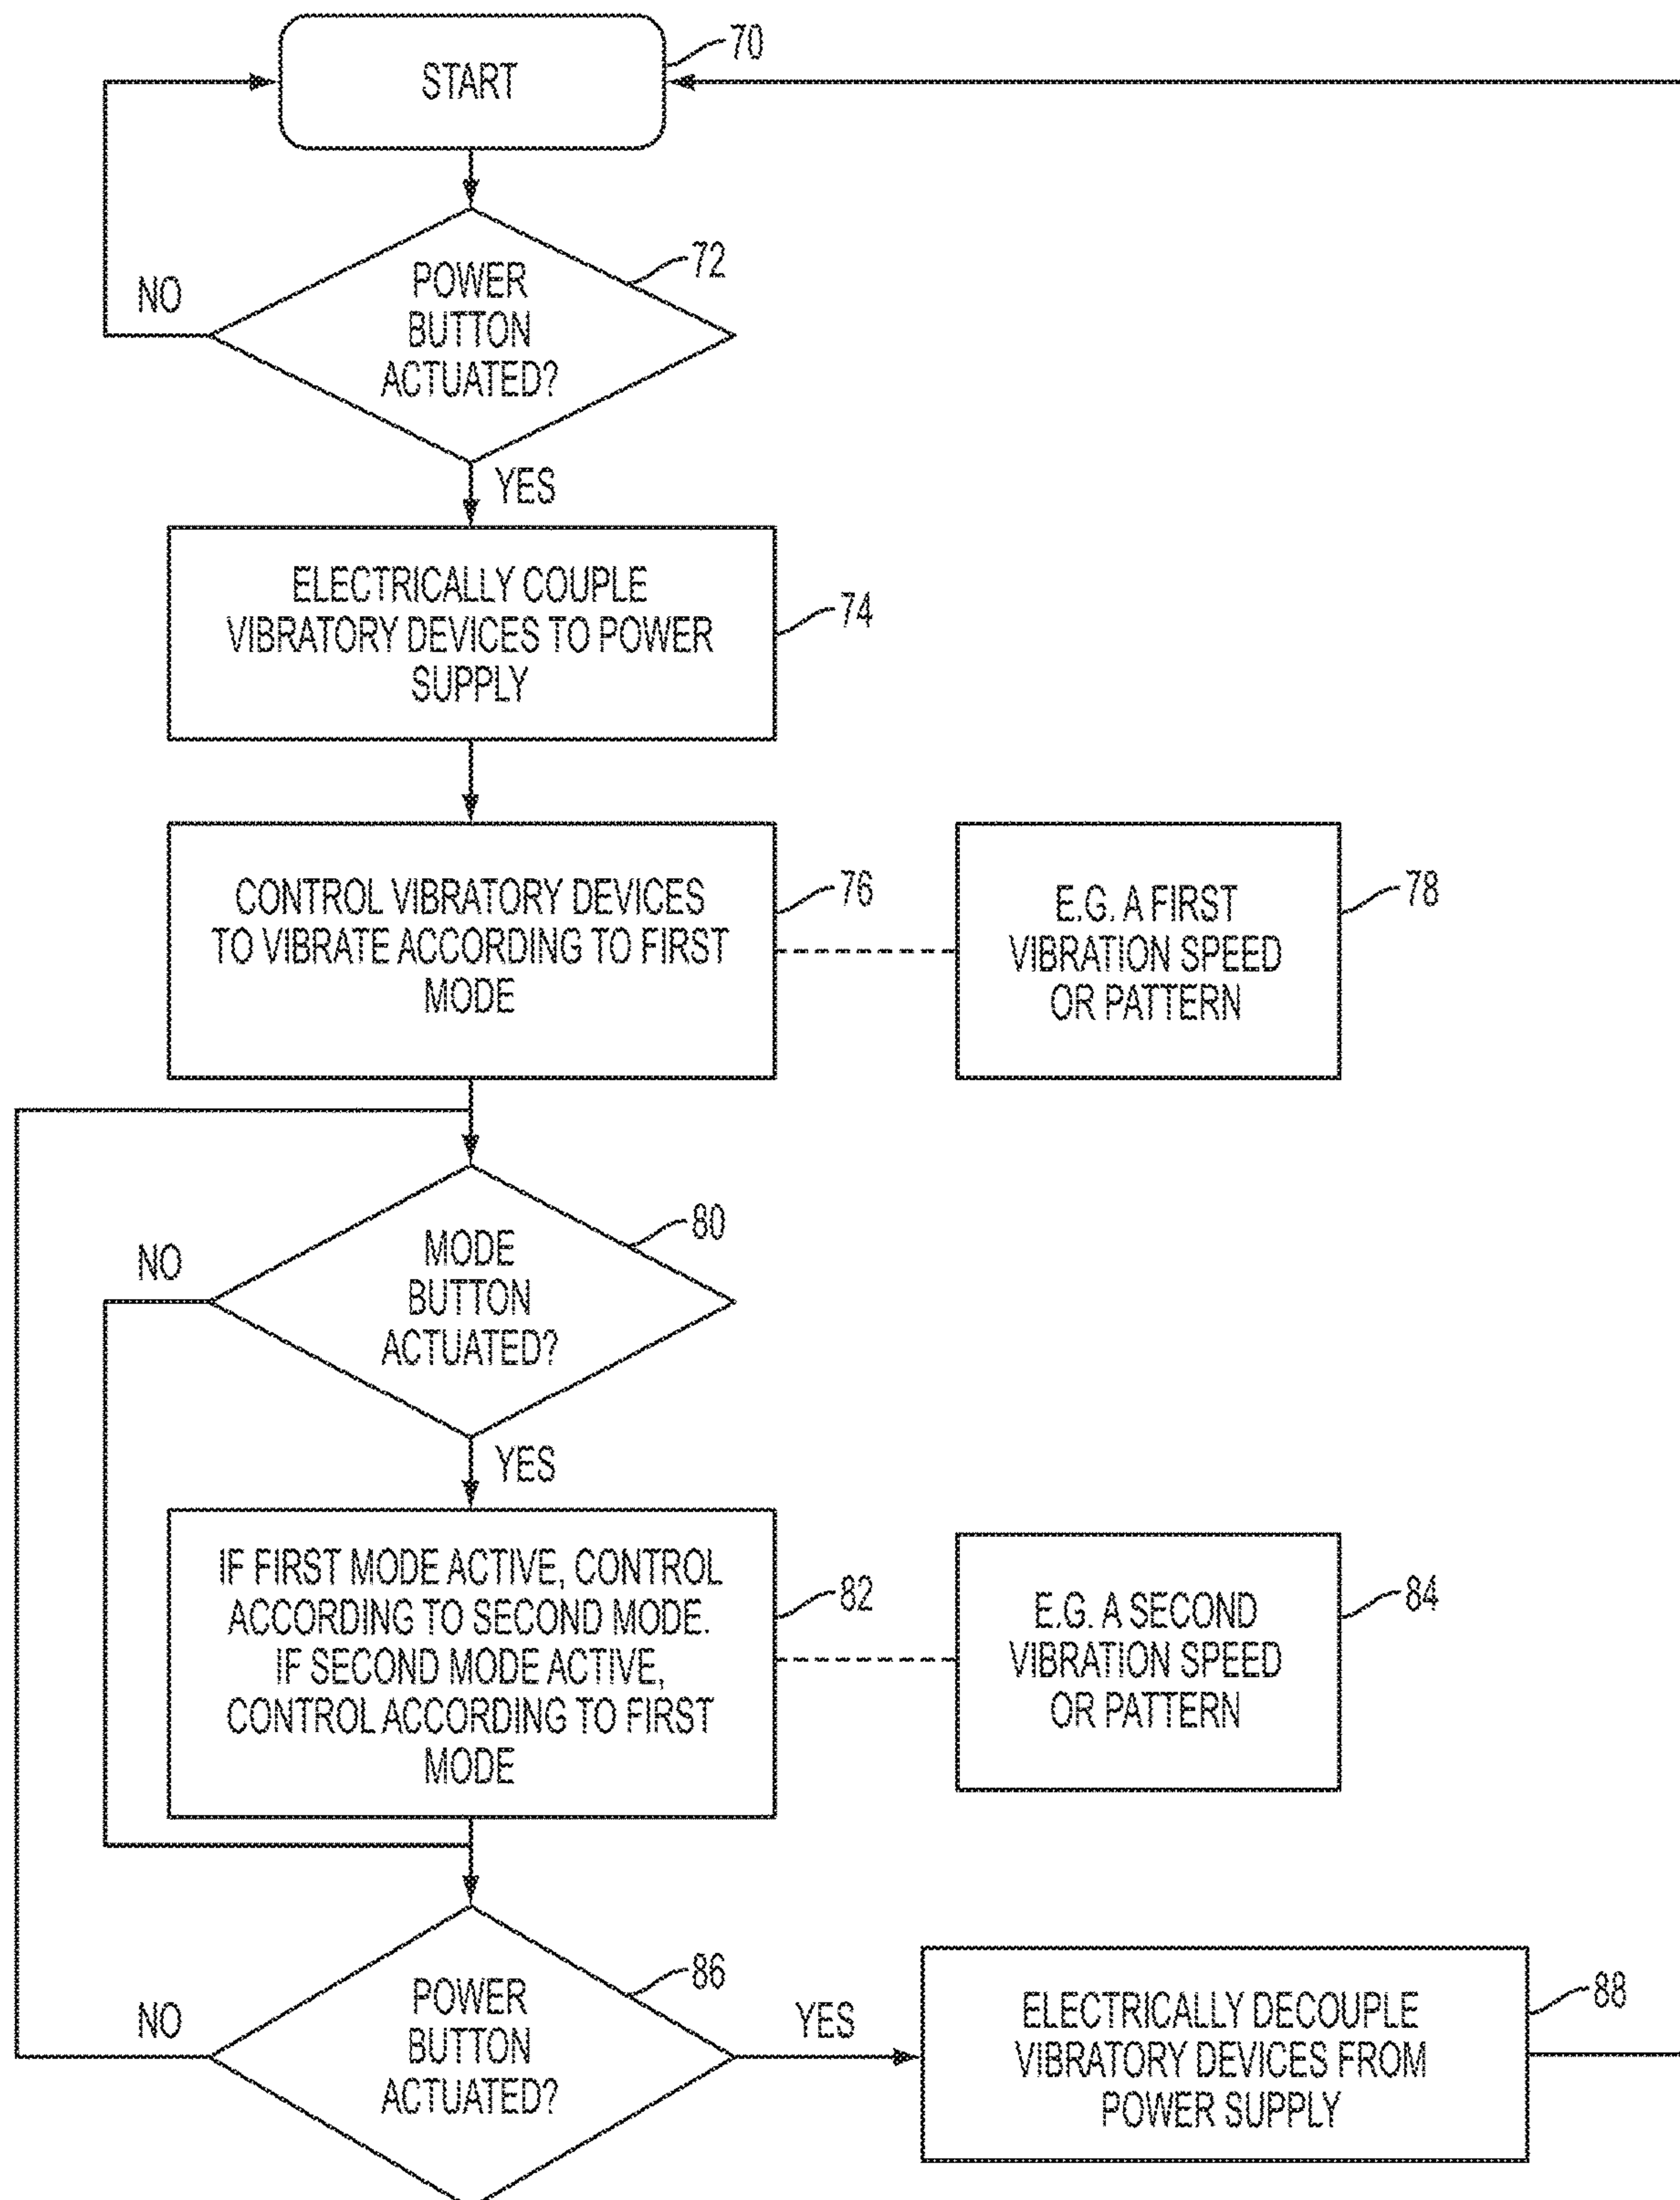 START
70
POWER
BUTTON
ACTUATED?
72
NO
YES
ELECTRICALLY COUPLE
VIBRATORY DEVICES TO POWER
SUPPLY
74
CONTROL VIBRATORY DEVICES
TO VIBRATE ACCORDING TO FIRST
MODE
76
E.G. A FIRST
VIBRATION SPEED
OR PATTERN
78
MODE
BUTTON
ACTUATED?
80
NO
YES
IF FIRST MODE ACTIVE, CONTROL
ACCORDING TO SECOND MODE.
IF SECOND MODE ACTIVE,
CONTROL ACCORDING TO FIRST
MODE
82
E.G. A SECOND
VIBRATION SPEED
OR PATTERN
84
POWER
BUTTON
ACTUATED?
86
NO
YES
ELECTRICALLY DECOUPLE
VIBRATORY DEVICES FROM
POWER SUPPLY
88